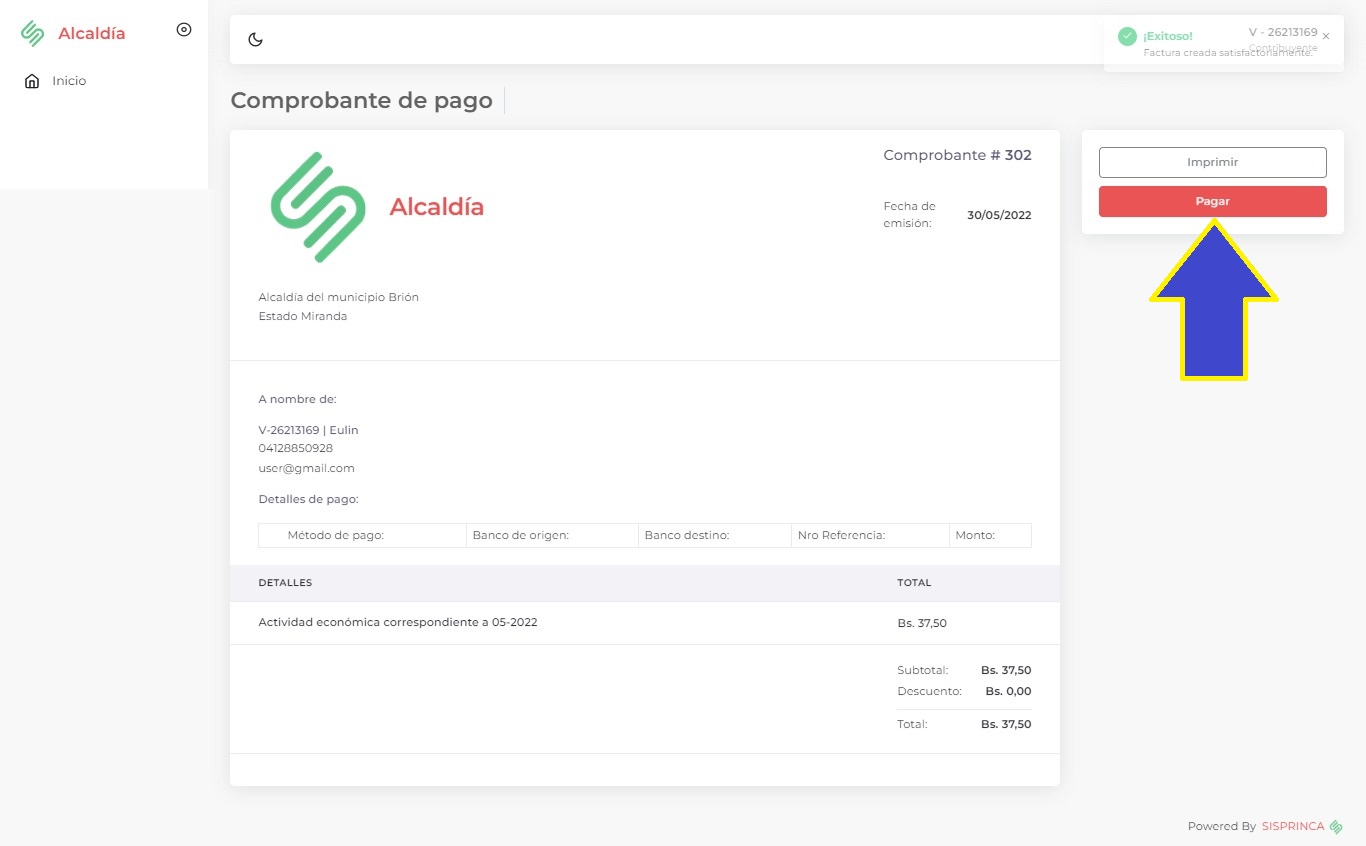 Alcaldía
Inicio
¡Exitoso!
V - 26213169
Contribuyente
Factura creada satisfactoriamente.
Comprobante de pago
Alcaldía
Comprobante # 302
Fecha de
emisión:
30/05/2022
Alcaldía del municipio Brión
Estado Miranda
Imprimir
Pagar
A nombre de:
V-26213169 | Eulin
04128850928
user@gmail.com
Detalles de pago:
Método de pago: Banco de origen: Banco destino: Nro Referencia: Monto:
DETALLES TOTAL
Actividad económica correspondiente a 05-2022 Bs. 37,50
Subtotal: Bs. 37,50
Descuento: Bs. 0,00
Total: Bs. 37,50
Powered By SISPRINCA